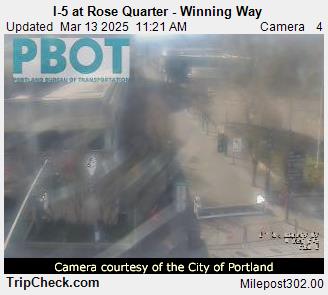 I-5 at Rose Quarter - Winning Way
Updated Mar 13 2025 11:21 AM Camera 4
PBOT
PORTLAND BUREAU OF TRANSPORTATION
Camera courtesy of the City of Portland
TripCheck.com Milepost302.00